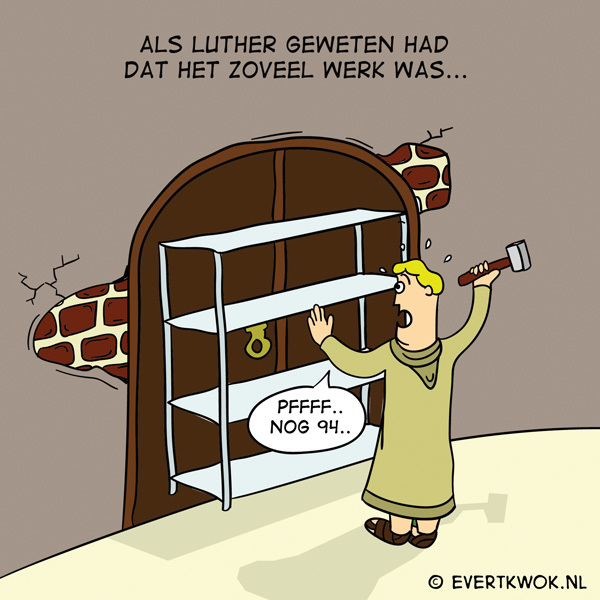 ALS LUTHER GEWETEN HAD
DAT HET ZOVEEL WERK WAS...
PFFFF..
NOG 94..
© EVERTKWOK.NL